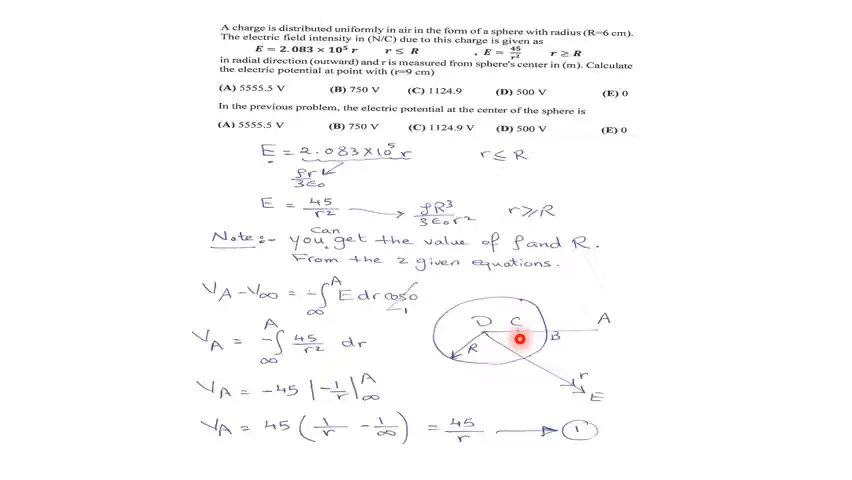 A charge is distributed uniformly in air in the form of a sphere with radius (R=6 cm).
The electric field intensity in (N/C) due to this charge is given as
E = 2.083 × 10⁵ r   r ≤ R   , E = 45/r²   r ≥ R
in radial direction (outward) and r is measured from sphere's center in (m). Calculate
the electric potential at point with (r=9 cm)
(A) 5555.5 V   (B) 750 V   (C) 1124.9   (D) 500 V   (E) 0
In the previous problem, the electric potential at the center of the sphere is
(A) 5555.5 V   (B) 750 V   (C) 1124.9 V   (D) 500 V   (E) 0
E = 2.083×10⁵ r   r ≤ R
ρr/3ε₀
E = 45/r² → ρR³/3ε₀r²   r ≥ R
Note:- you can get the value of ρ and R.
From the 2 given equations.
V_A - V_∞ = -∫_∞^A E dr cos 0
1
V_A = -∫_∞^A 45/r² dr
V_A = -45 |-1/r|_∞^A
V_A = 45 (1/r - 1/∞) = 45/r → 1
D C A
B
R
r
E